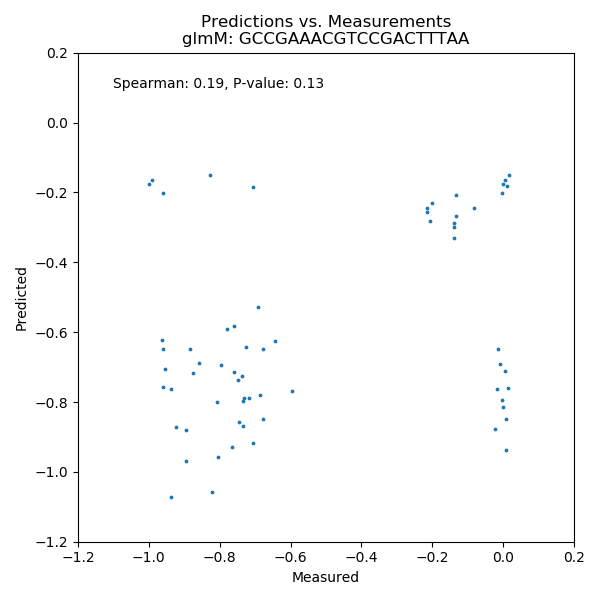 Predictions vs. Measurements
glmM: GCCGAAACGTCCGACTTTAA
Spearman: 0.19, P-value: 0.13
0.2
0.0
−0.2
−0.4
−0.6
−0.8
−1.0
−1.2
Predicted
−1.2 −1.0 −0.8 −0.6 −0.4 −0.2 0.0 0.2
Measured